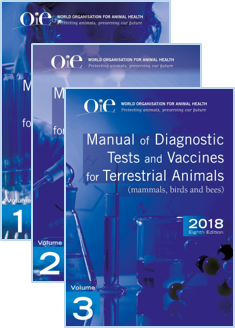 oie WORLD ORGANISATION FOR ANIMAL HEALTH
Protecting animals, preserving our future
M
fo
Volume
1
oie WORLD ORGANISATION FOR ANIMAL HEALTH
Protecting animals, preserving our future
M
for
Volume
2
oie WORLD ORGANISATION FOR ANIMAL HEALTH
Protecting animals, preserving our future
Manual of Diagnostic
Tests and Vaccines
for Terrestrial Animals
(mammals, birds and bees)
2018
Eighth Edition
Volume
3